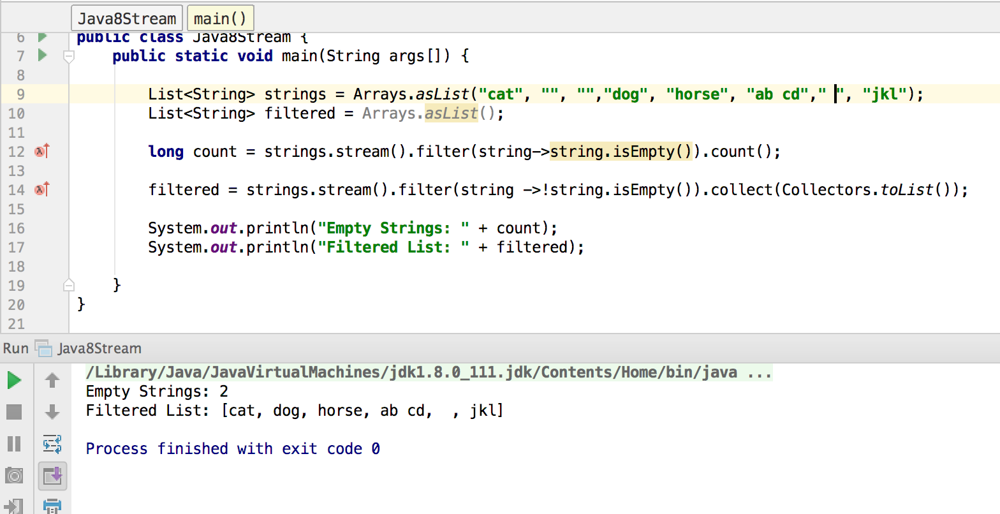 Java8Stream main()
6 public class Java8Stream {
7 public static void main(String args[]) {
8
9 List<String> strings = Arrays.asList("cat", "", "","dog", "horse", "ab cd"," ", "jkl");
10 List<String> filtered = Arrays.asList();
11
12 long count = strings.stream().filter(string->string.isEmpty()).count();
13
14 filtered = strings.stream().filter(string ->!string.isEmpty()).collect(Collectors.toList());
15
16 System.out.println("Empty Strings: " + count);
17 System.out.println("Filtered List: " + filtered);
18
19 }
20 }
21
Run Java8Stream
/Library/Java/JavaVirtualMachines/jdk1.8.0_111.jdk/Contents/Home/bin/java ...
Empty Strings: 2
Filtered List: [cat, dog, horse, ab cd,  , jkl]
Process finished with exit code 0